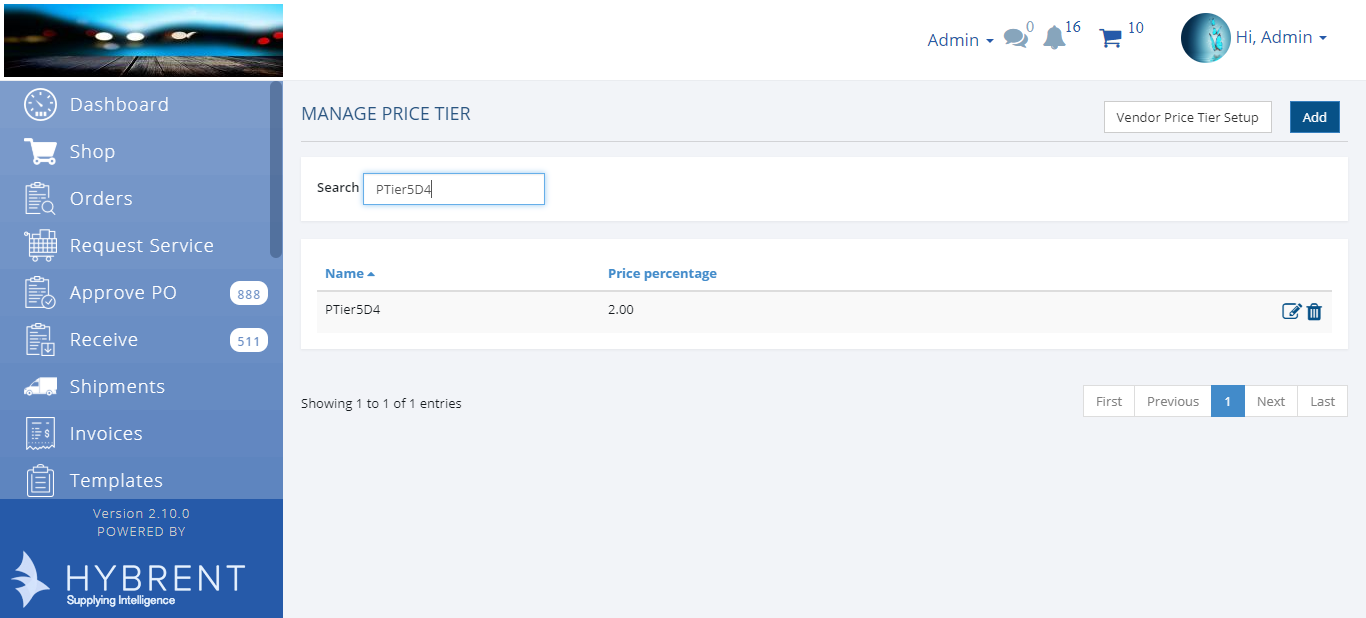 Admin
0
16
10
Hi, Admin
Dashboard
Shop
Orders
Request Service
Approve PO 888
Receive 511
Shipments
Invoices
Templates
Version 2.10.0
POWERED BY
HYBRENT
Supplying Intelligence
MANAGE PRICE TIER
Vendor Price Tier Setup
Add
Search PTier5D4
Name Price percentage
PTier5D4 2.00
Showing 1 to 1 of 1 entries
First Previous 1 Next Last